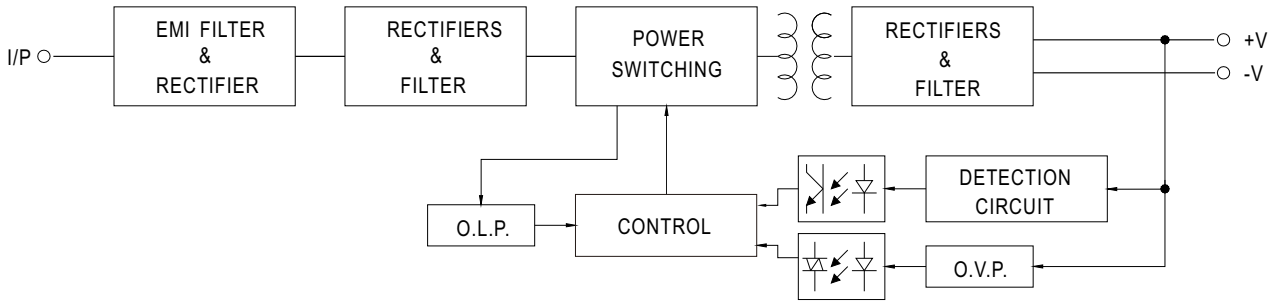 I/P
EMI FILTER
&
RECTIFIER
RECTIFIERS
&
FILTER
POWER
SWITCHING
RECTIFIERS
&
FILTER
+V
-V
DETECTION
CIRCUIT
O.L.P.
CONTROL
O.V.P.